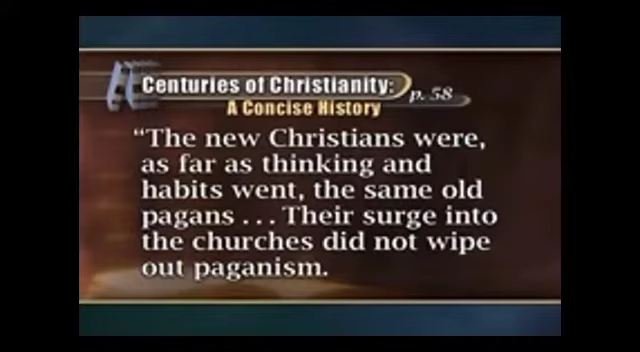 Centuries of Christianity:
A Concise History
p. 58
“The new Christians were,
as far as thinking and
habits went, the same old
pagans . . . Their surge into
the churches did not wipe
out paganism.